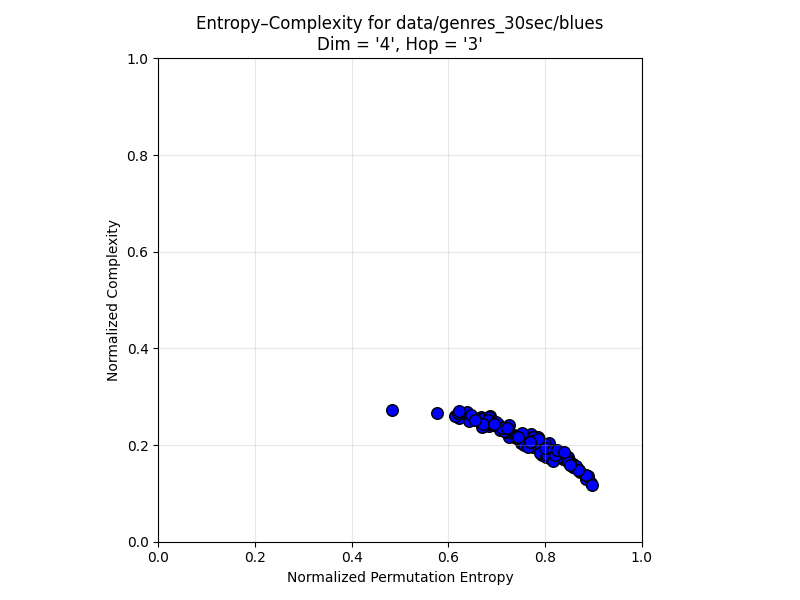 Entropy–Complexity for data/genres_30sec/blues
Dim = '4', Hop = '3'
1.0
0.8
0.6
0.4
0.2
0.0
Normalized Complexity
0.0 0.2 0.4 0.6 0.8 1.0
Normalized Permutation Entropy